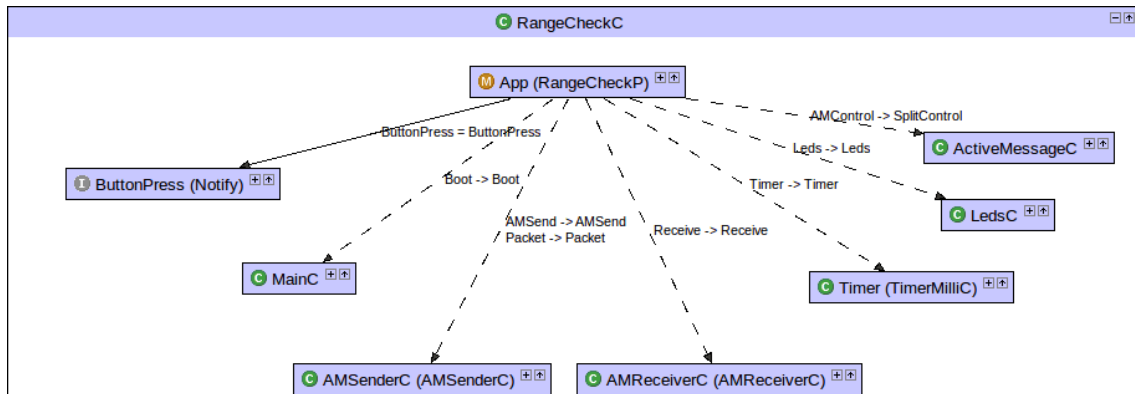 C RangeCheckC
M App (RangeCheckP)
AMControl -> SplitControl
ButtonPress = ButtonPress
C ActiveMessageC
Leds -> Leds
I ButtonPress (Notify)
Boot -> Boot
Timer -> Timer
C LedsC
AMSend -> AMSend
Packet -> Packet
Receive -> Receive
C MainC
C Timer (TimerMilliC)
C AMSenderC (AMSenderC)
C AMReceiverC (AMReceiverC)